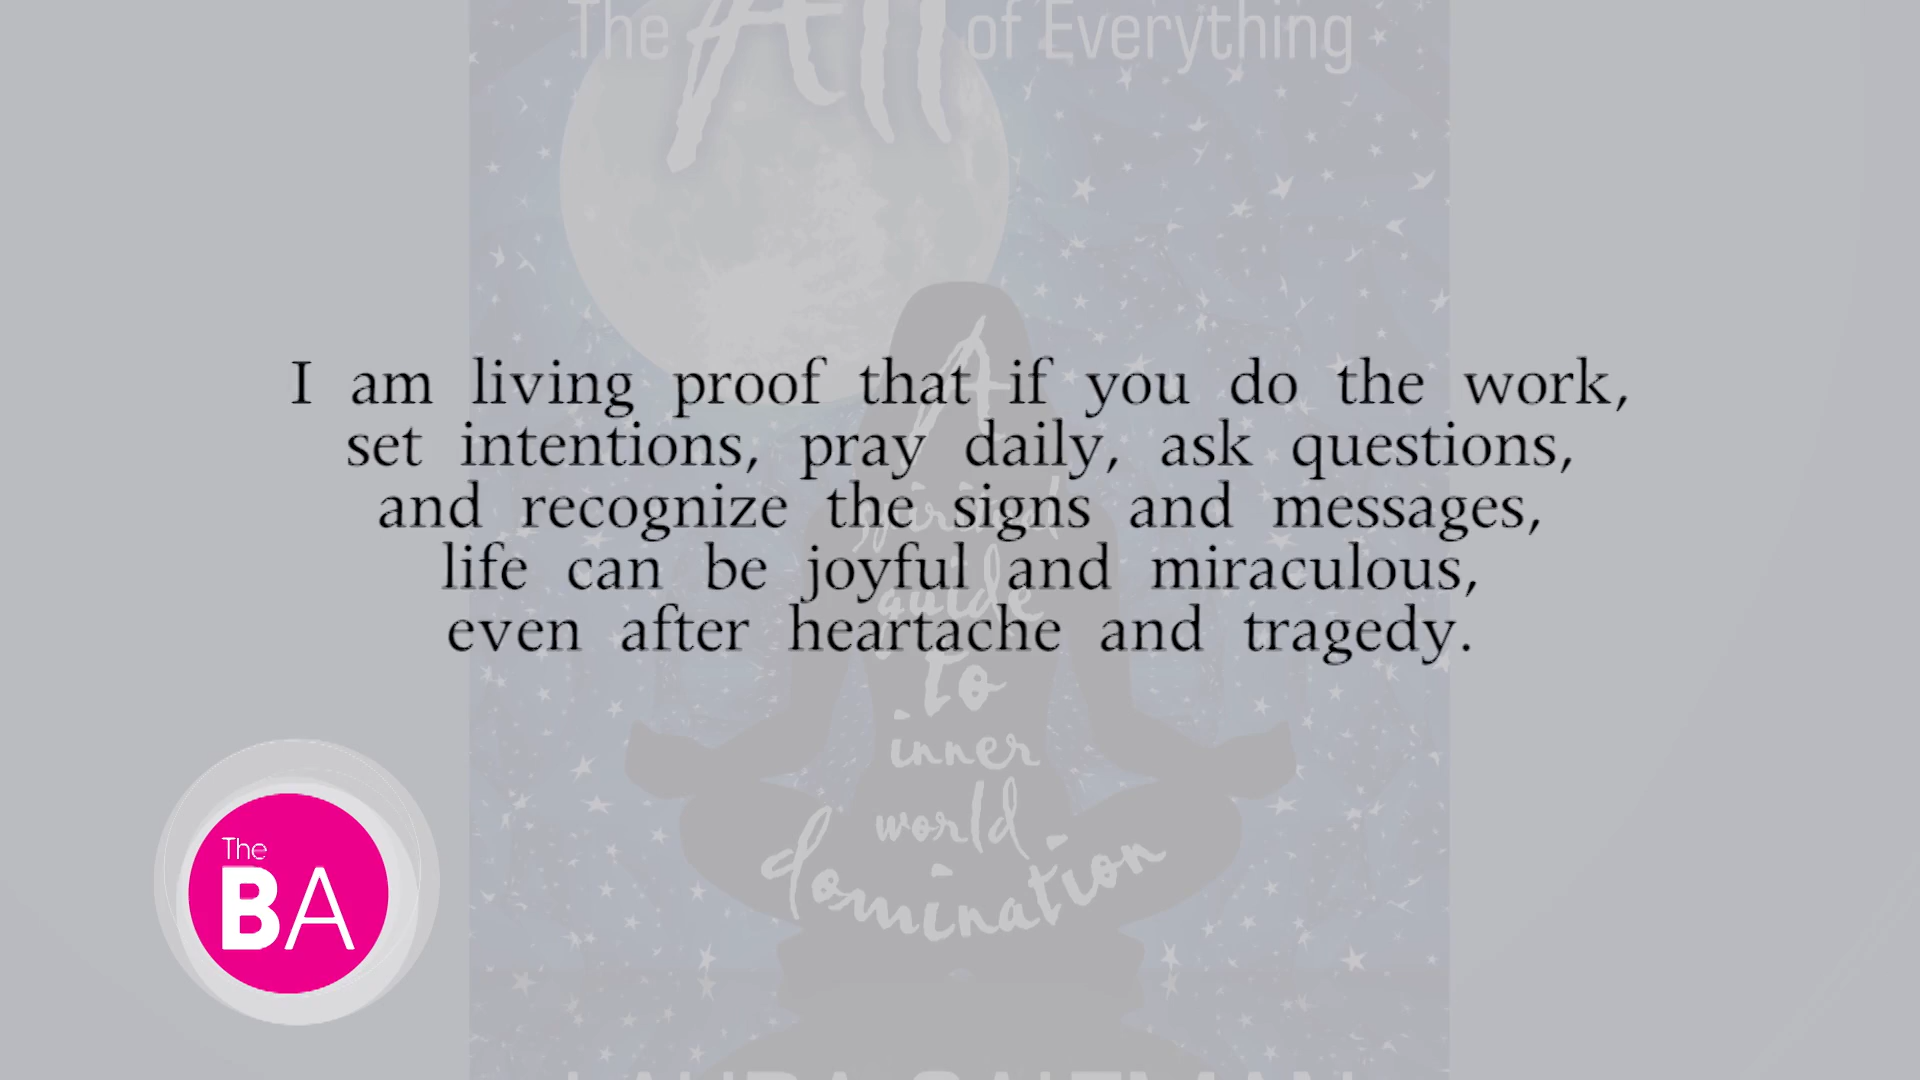 The All of Everything
I am living proof that if you do the work,
set intentions, pray daily, ask questions,
and recognize the signs and messages,
life can be joyful and miraculous,
even after heartache and tragedy.
A
spiritual
guide
to
inner
world
domination
The
BA